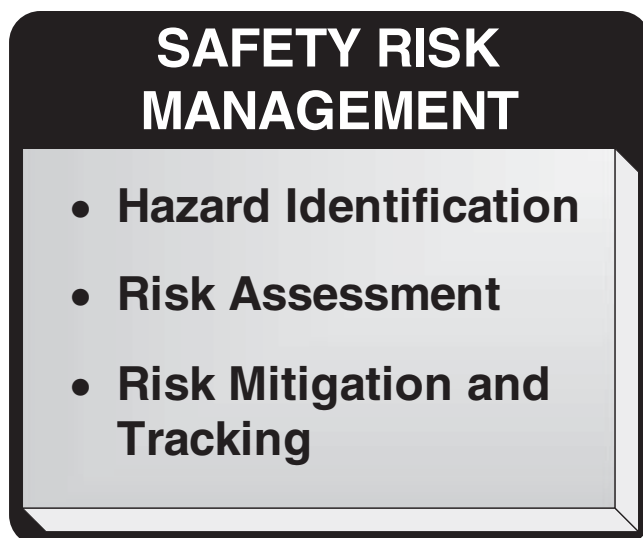 SAFETY RISK
MANAGEMENT
• Hazard Identification
• Risk Assessment
• Risk Mitigation and
Tracking